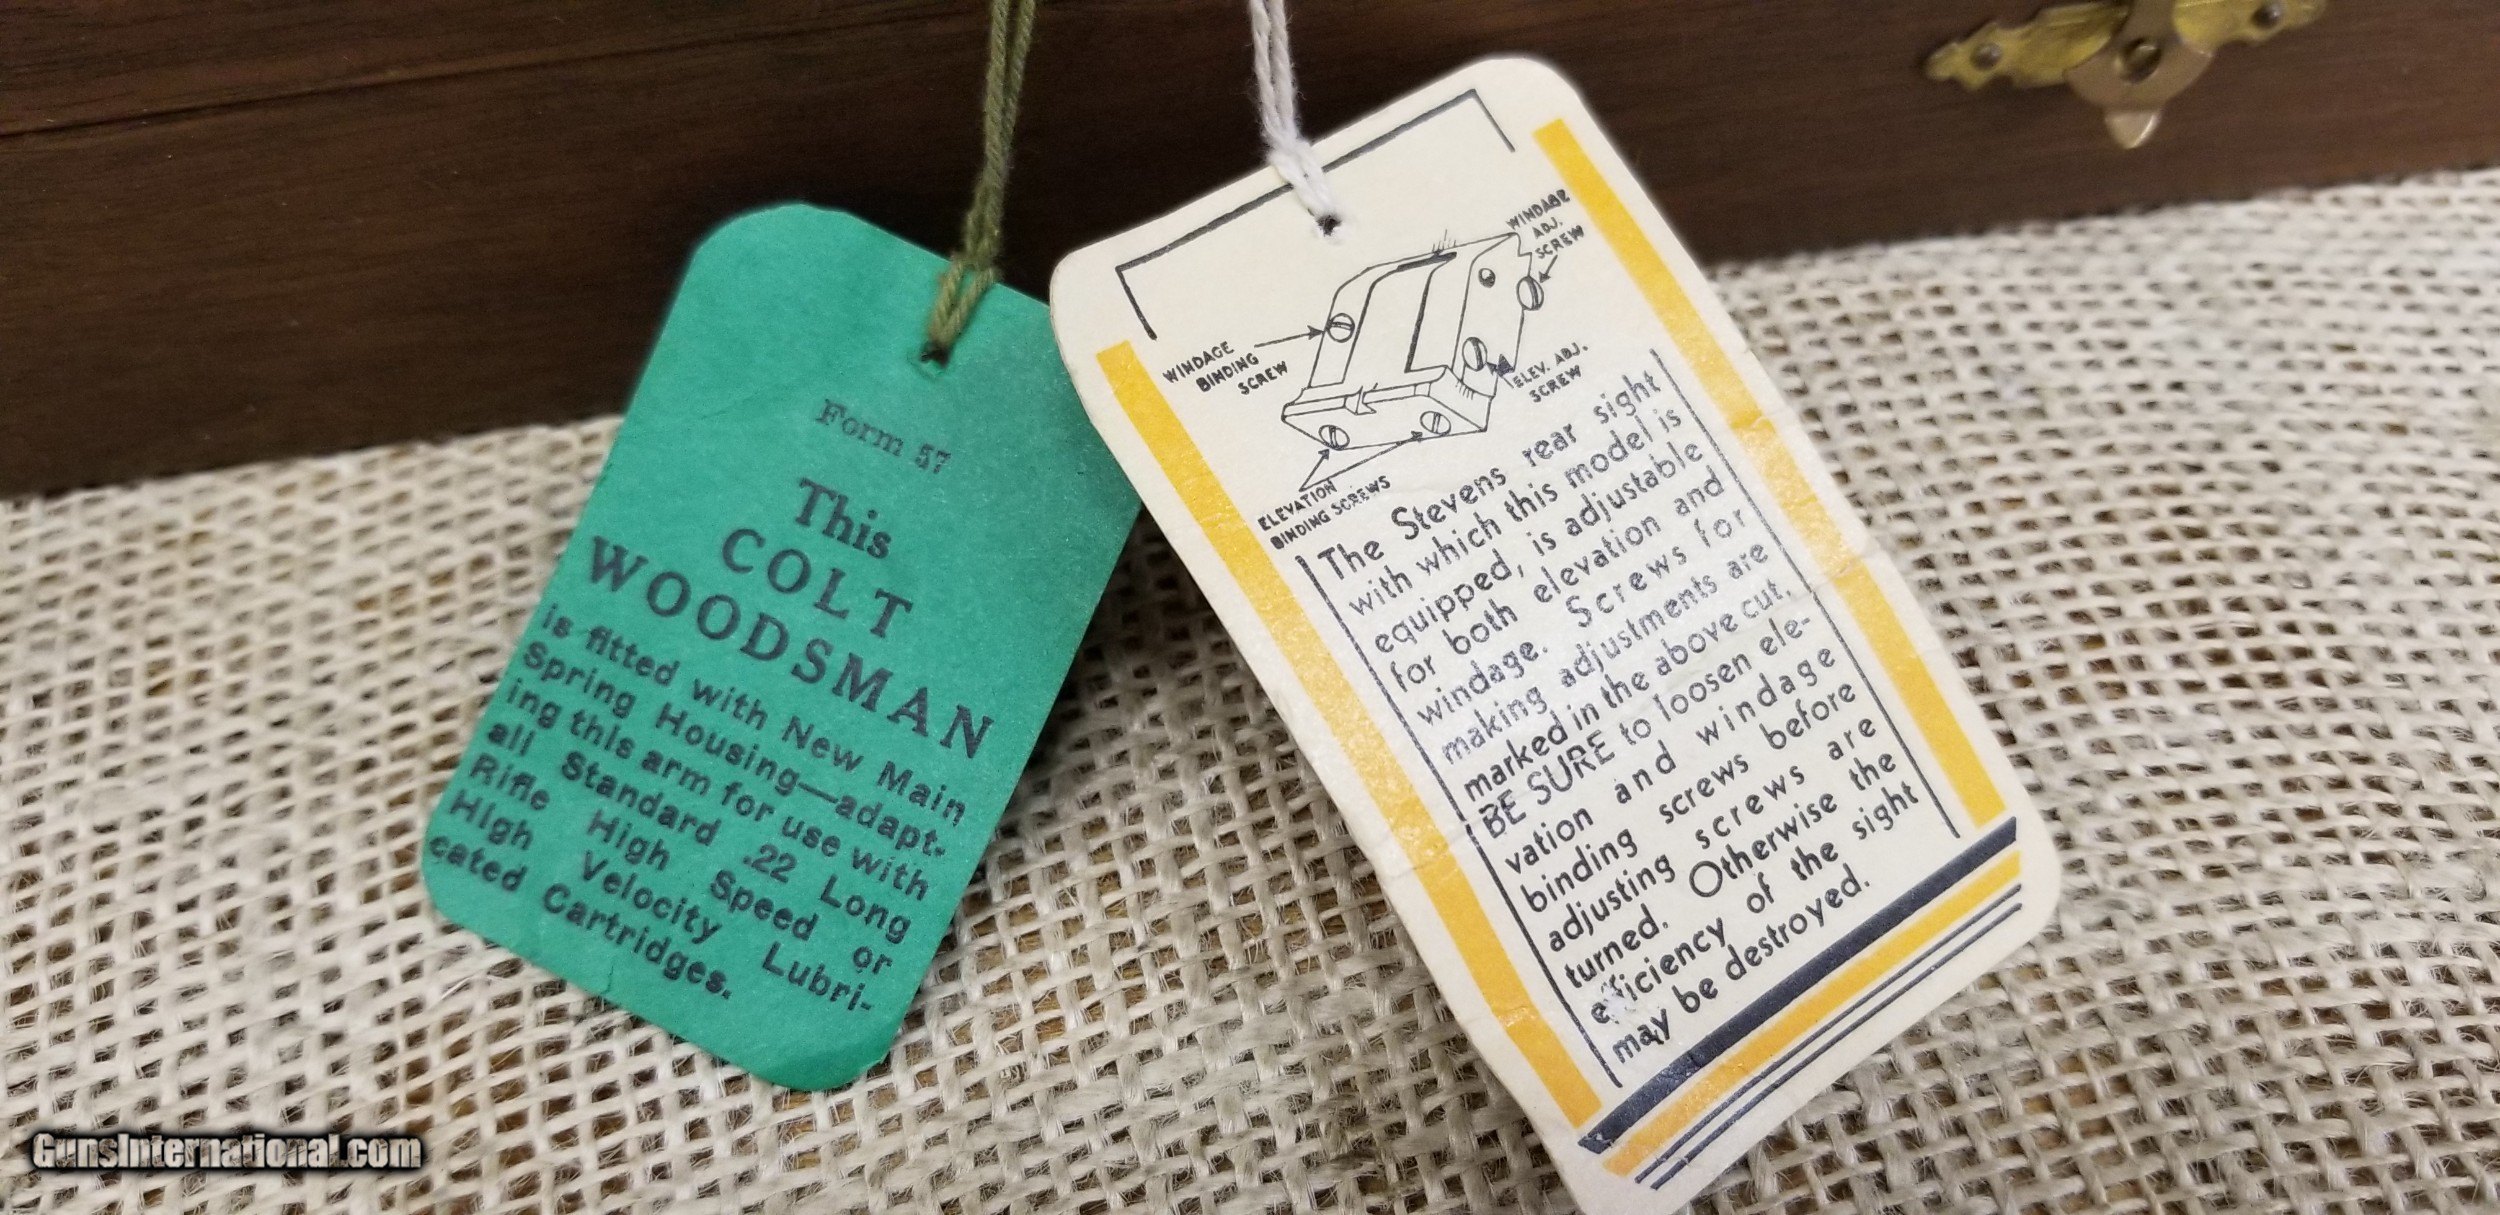 Form 57
This
COLT
WOODSMAN
is fitted with New Main
Spring Housing—adapt-
ing this arm for use with
all Standard .22 Long
Rifle High Speed or
High Velocity Lubri-
cated Cartridges.
WINDAGE
ADJ.
SCREW
WINDAGE
BINDING
SCREW
ELEV. ADJ.
SCREW
ELEVATION
BINDING SCREWS
The Stevens rear sight
with which this model is
equipped, is adjustable
for both elevation and
windage. Screws for
making adjustments are
marked in the above cut.
BE SURE to loosen ele-
vation and windage
binding screws before
adjusting screws are
turned. Otherwise the
efficiency of the sight
may be destroyed.
GunsInternational.com